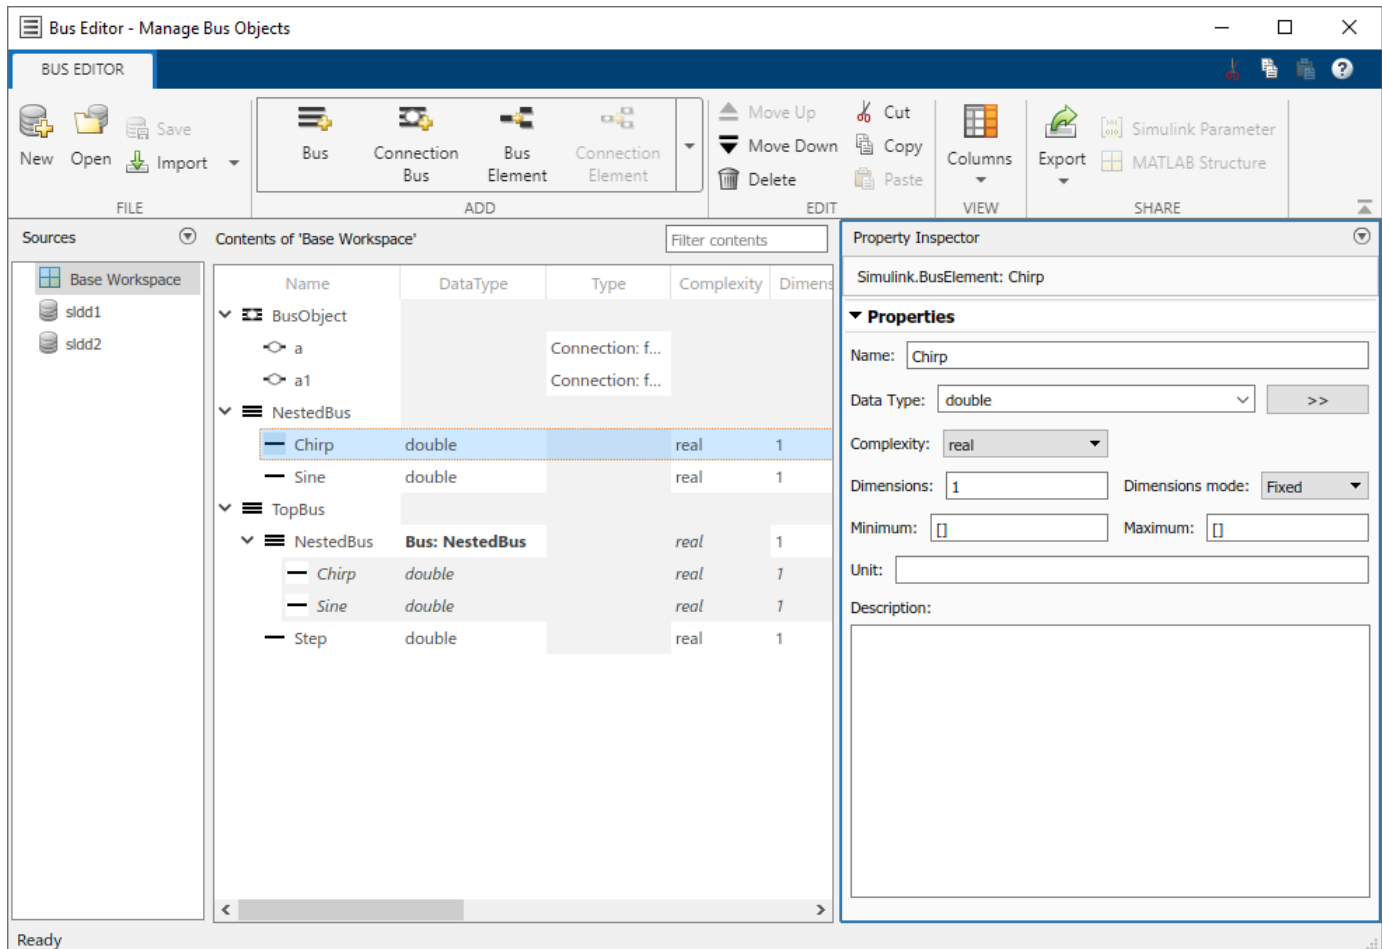 Bus Editor - Manage Bus Objects
BUS EDITOR
New
Open
Save
Import
FILE
Bus
Connection
Bus
Bus
Element
Connection
Element
ADD
Move Up
Move Down
Delete
Cut
Copy
Paste
EDIT
Columns
VIEW
Export
Simulink Parameter
MATLAB Structure
SHARE
Sources
Base Workspace
sldd1
sldd2
Contents of 'Base Workspace'
Filter contents
Name DataType Type Complexity Dimens
BusObject
a Connection: f...
a1 Connection: f...
NestedBus
Chirp double real 1
Sine double real 1
TopBus
NestedBus Bus: NestedBus real 1
Chirp double real 1
Sine double real 1
Step double real 1
Property Inspector
Simulink.BusElement: Chirp
Properties
Name: Chirp
Data Type: double >>
Complexity: real
Dimensions: 1 Dimensions mode: Fixed
Minimum: [] Maximum: []
Unit:
Description:
Ready